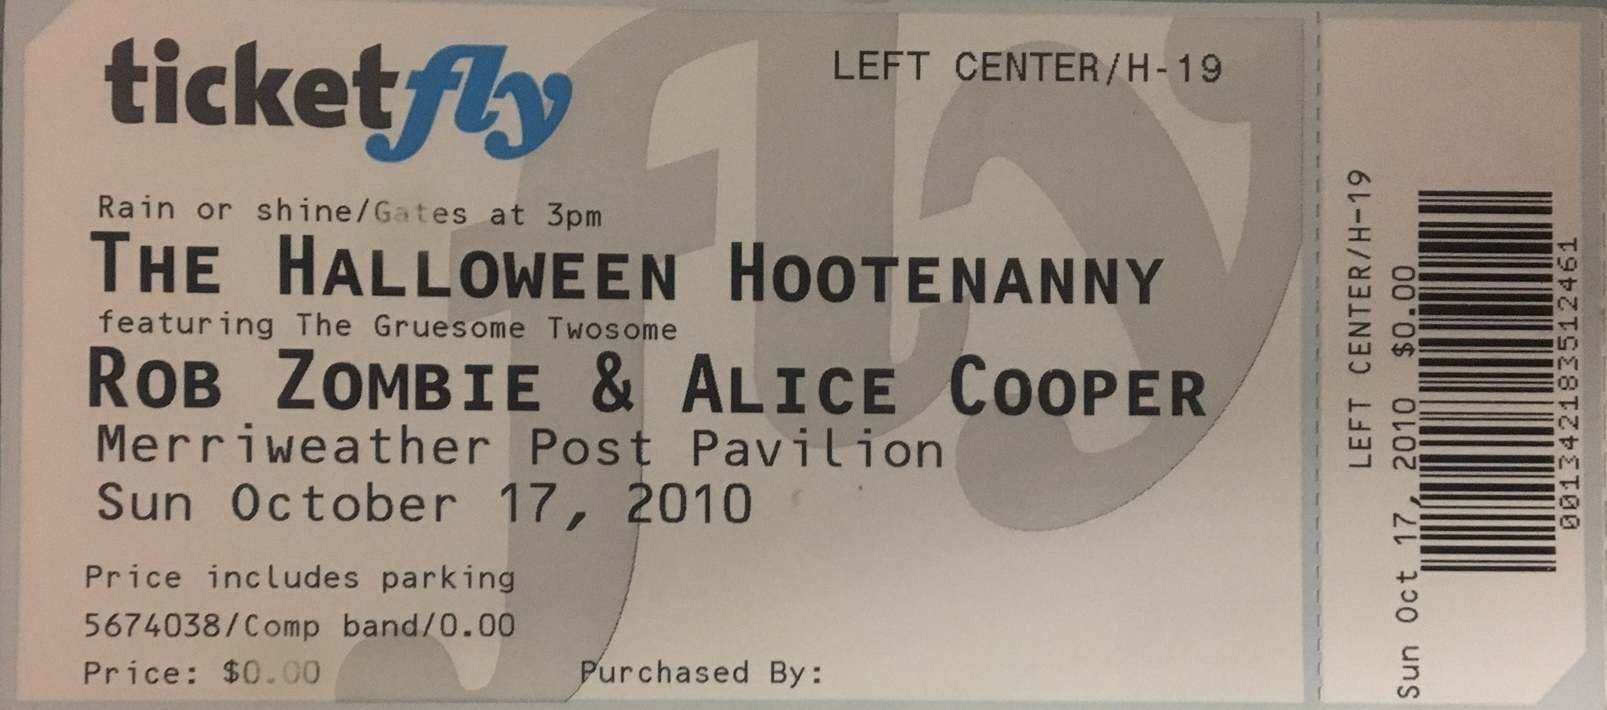 ticketfly
LEFT CENTER/H-19
Rain or shine/Gates at 3pm
THE HALLOWEEN HOOTENANNY
featuring The Gruesome Twosome
ROB ZOMBIE & ALICE COOPER
Merriweather Post Pavilion
Sun October 17, 2010
Price includes parking
5674038/Comp band/0.00
Price: $0.00
Purchased By:
LEFT CENTER/H-19
Sun Oct 17, 2010 $0.00
00134218351246​1
fly